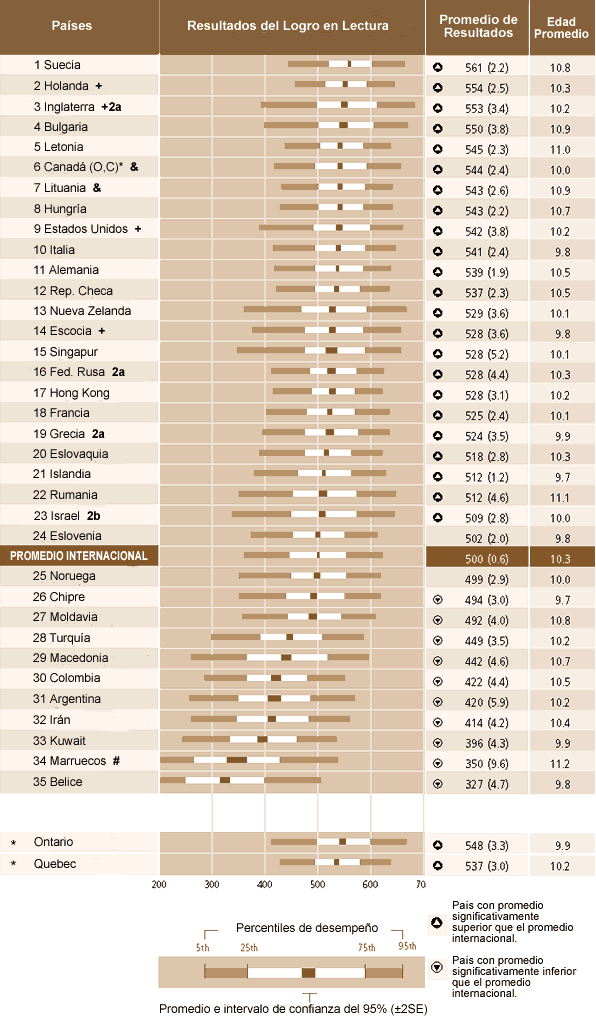 Países Resultados del Logro en Lectura Promedio de Resultados Edad Promedio
1 Suecia 561 (2.2) 10.8
2 Holanda + 554 (2.5) 10.3
3 Inglaterra +2a 553 (3.4) 10.2
4 Bulgaria 550 (3.8) 10.9
5 Letonia 545 (2.3) 11.0
6 Canadá (O,C)* & 544 (2.4) 10.0
7 Lituania & 543 (2.6) 10.9
8 Hungría 543 (2.2) 10.7
9 Estados Unidos + 542 (3.8) 10.2
10 Italia 541 (2.4) 9.8
11 Alemania 539 (1.9) 10.5
12 Rep. Checa 537 (2.3) 10.5
13 Nueva Zelanda 529 (3.6) 10.1
14 Escocia + 528 (3.6) 9.8
15 Singapur 528 (5.2) 10.1
16 Fed. Rusa 2a 528 (4.4) 10.3
17 Hong Kong 528 (3.1) 10.2
18 Francia 525 (2.4) 10.1
19 Grecia 2a 524 (3.5) 9.9
20 Eslovaquia 518 (2.8) 10.3
21 Islandia 512 (1.2) 9.7
22 Rumania 512 (4.6) 11.1
23 Israel 2b 509 (2.8) 10.0
24 Eslovenia 502 (2.0) 9.8
PROMEDIO INTERNACIONAL 500 (0.6) 10.3
25 Noruega 499 (2.9) 10.0
26 Chipre 494 (3.0) 9.7
27 Moldavia 492 (4.0) 10.8
28 Turquía 449 (3.5) 10.2
29 Macedonia 442 (4.6) 10.7
30 Colombia 422 (4.4) 10.5
31 Argentina 420 (5.9) 10.2
32 Irán 414 (4.2) 10.4
33 Kuwait 396 (4.3) 9.9
34 Marruecos # 350 (9.6) 11.2
35 Belice 327 (4.7) 9.8
200 300 400 500 600 700
* Ontario 548 (3.3) 9.9
* Quebec 537 (3.0) 10.2
200 300 400 500 600 70
Percentiles de desempeño
5th 25th 75th 95th
Promedio e intervalo de confianza del 95% (±2SE)
País con promedio
significativamente
superior que el promedio
internacional.
País con promedio
significativamente inferior
que el promedio
internacional.